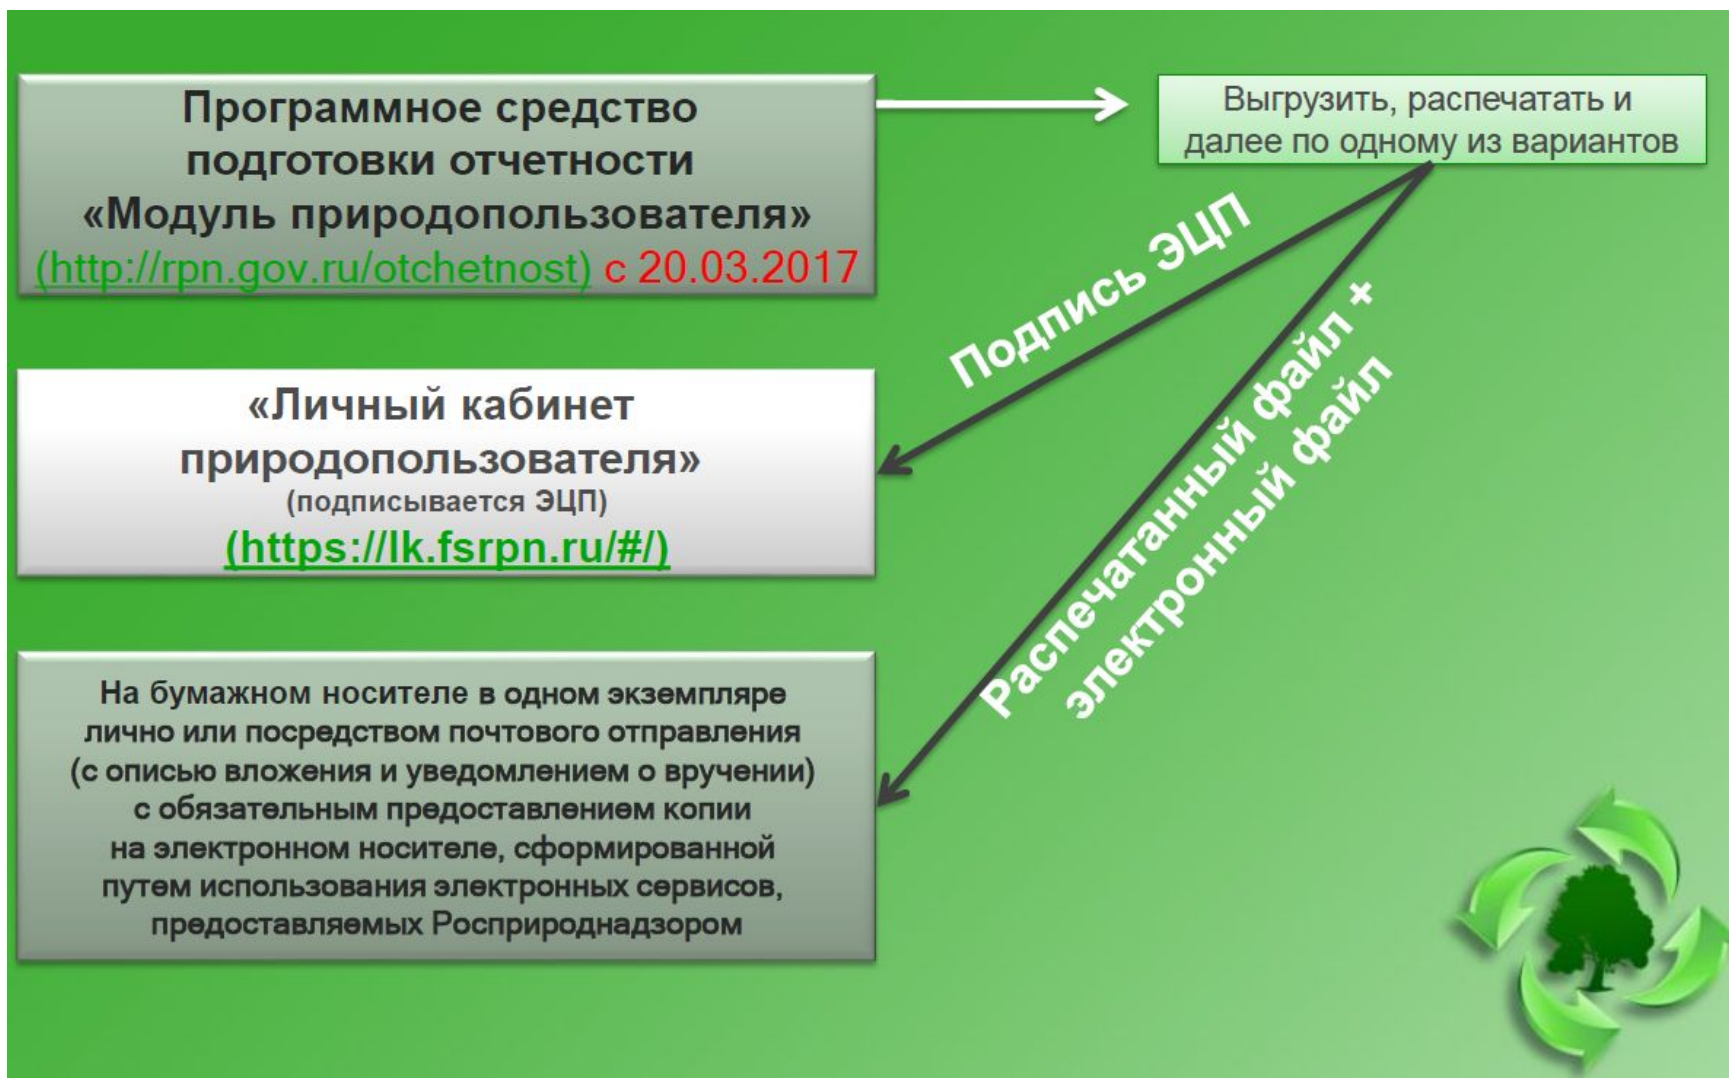 Программное средство
подготовки отчетности
«Модуль природопользователя»
(http://rpn.gov.ru/otchetnost) с 20.03.2017
Выгрузить, распечатать и
далее по одному из вариантов
Подпись ЭЦП
Распечатанный файл +
электронный файл
«Личный кабинет
природопользователя»
(подписывается ЭЦП)
(https://lk.fsrpn.ru/#/)
На бумажном носителе в одном экземпляре
лично или посредством почтового отправления
(с описью вложения и уведомлением о вручении)
с обязательным предоставлением копии
на электронном носителе, сформированной
путем использования электронных сервисов,
предоставляемых Росприроднадзором